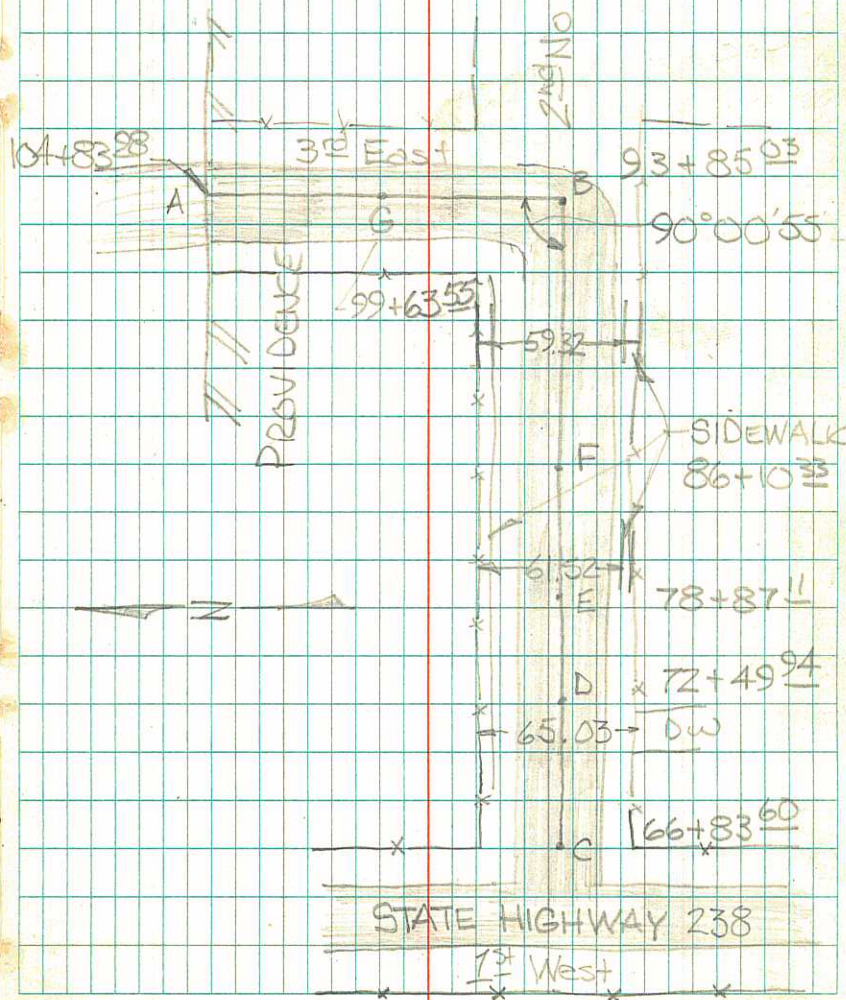 2nd No
104+83 28
3rd East
93+85 03
A
B
G
90°00'55
99+63 55
PROVIDENCE
59.32
SIDEWALK
F
86+10 33
61.52
E
78+87 11
N
D
72+49 94
65.03
DW
66+83 60
C
STATE HIGHWAY 238
1st West